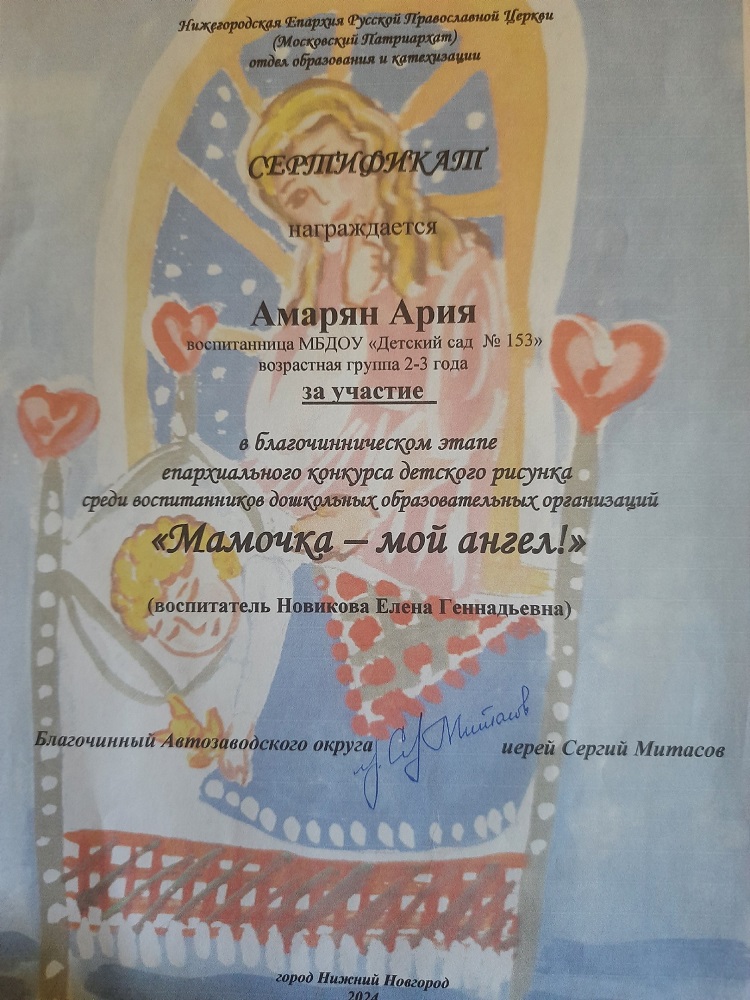 Нижегородская Епархия Русской Православной Церкви
(Московский Патриархат)
отдел образования и катехизации
СЕРТИФИКАТ
награждается
Амарян Ария
воспитанница МБДОУ «Детский сад № 153»
возрастная группа 2-3 года
за участие
в благочинническом этапе
епархиального конкурса детского рисунка
среди воспитанников дошкольных образовательных организаций
«Мамочка – мой ангел!»
(воспитатель Новикова Елена Геннадьевна)
Благочинный Автозаводского округа и. С. Митасов иерей Сергий Митасов
город Нижний Новгород
2024